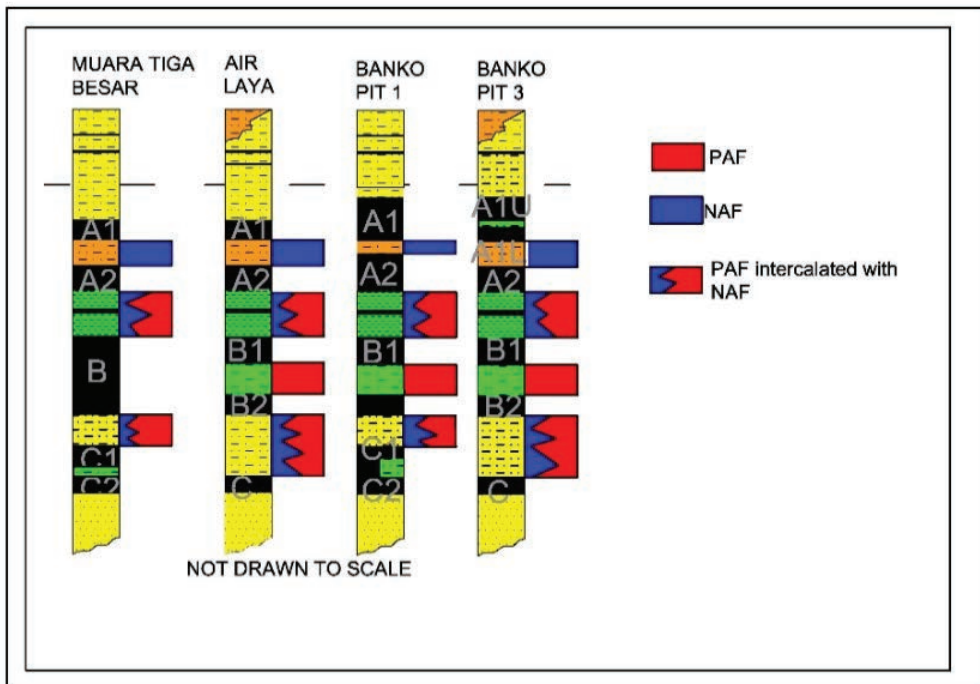 MUARA TIGA
BESAR
AIR
LAYA
BANKO
PIT 1
BANKO
PIT 3
A1
A2
B
C1
C2
A1
A2
B1
B2
C
A1
A2
B1
C1
C2
A1U
A1L
A2
B1
B2
C
PAF
NAF
PAF intercalated with
NAF
NOT DRAWN TO SCALE